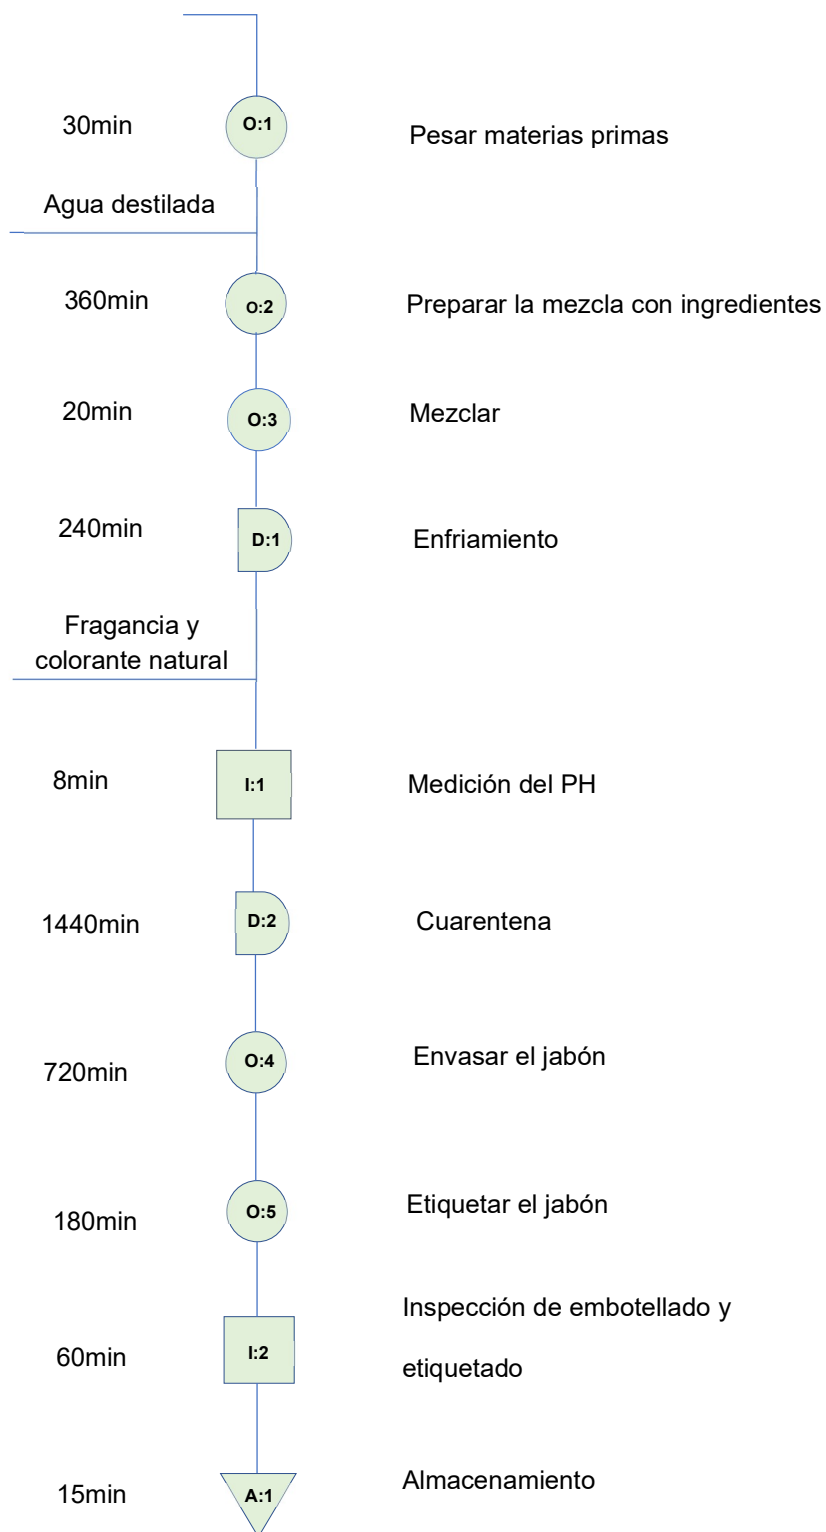 30min
O:1
Pesar materias primas
Agua destilada
360min
O:2
Preparar la mezcla con ingredientes
20min
O:3
Mezclar
240min
D:1
Enfriamiento
Fragancia y
colorante natural
8min
I:1
Medición del PH
1440min
D:2
Cuarentena
720min
O:4
Envasar el jabón
180min
O:5
Etiquetar el jabón
60min
I:2
Inspección de embotellado y
etiquetado
15min
A:1
Almacenamiento